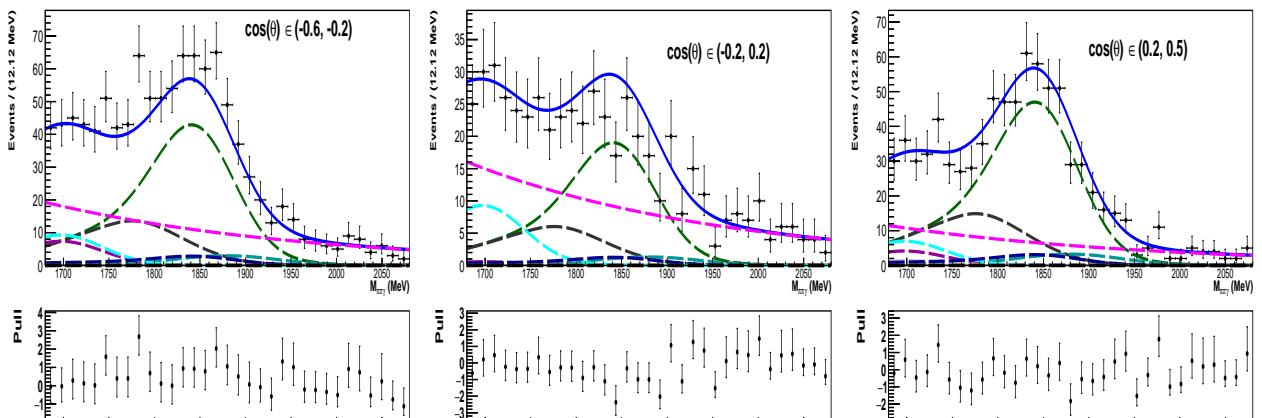 cos(θ) ∈ (-0.6, -0.2)
Events / (12.12 MeV)
70
60
50
40
30
20
10
0
1700 1750 1800 1850 1900 1950 2000 2050
M_ππγ (MeV)
cos(θ) ∈ (-0.2, 0.2)
Events / (12.12 MeV)
35
30
25
20
15
10
5
0
1700 1750 1800 1850 1900 1950 2000 2050
M_ππγ (MeV)
cos(θ) ∈ (0.2, 0.5)
Events / (12.12 MeV)
70
60
50
40
30
20
10
0
1700 1750 1800 1850 1900 1950 2000 2050
M_ππγ (MeV)
Pull
4
3
2
1
0
−1
Pull
3
2
1
0
−1
−2
−3
Pull
3
2
1
0
−1
−2